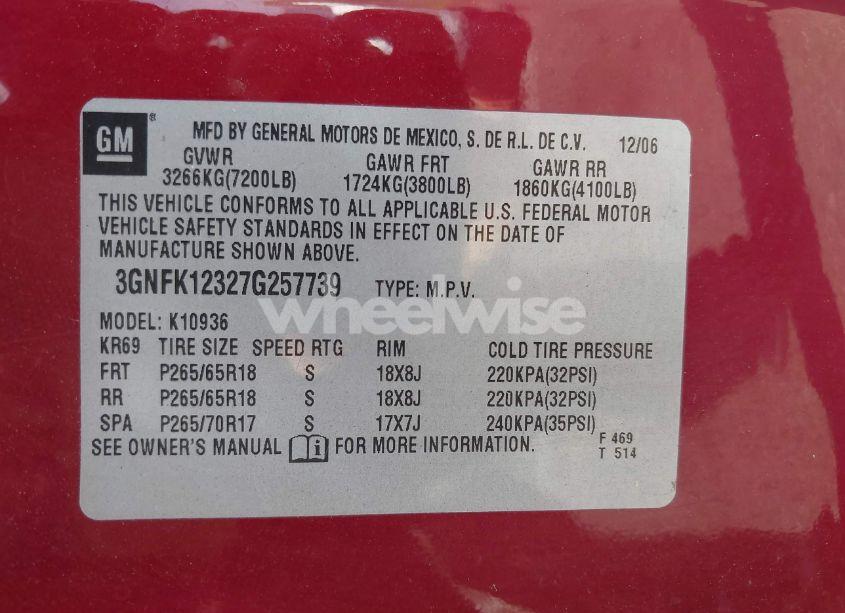 GM ® MFD BY GENERAL MOTORS DE MEXICO, S. DE R.L. DE C.V. 12/06
GVWR GAWR FRT GAWR RR
3266KG(7200LB) 1724KG(3800LB) 1860KG(4100LB)
THIS VEHICLE CONFORMS TO ALL APPLICABLE U.S. FEDERAL MOTOR
VEHICLE SAFETY STANDARDS IN EFFECT ON THE DATE OF
MANUFACTURE SHOWN ABOVE.
3GNFK12327G257739 TYPE: M.P.V.
wheelwise
MODEL: K10936
KR69 TIRE SIZE SPEED RTG RIM COLD TIRE PRESSURE
FRT P265/65R18 S 18X8J 220KPA(32PSI)
RR P265/65R18 S 18X8J 220KPA(32PSI)
SPA P265/70R17 S 17X7J 240KPA(35PSI)
SEE OWNER'S MANUAL i FOR MORE INFORMATION. F 469
T 514